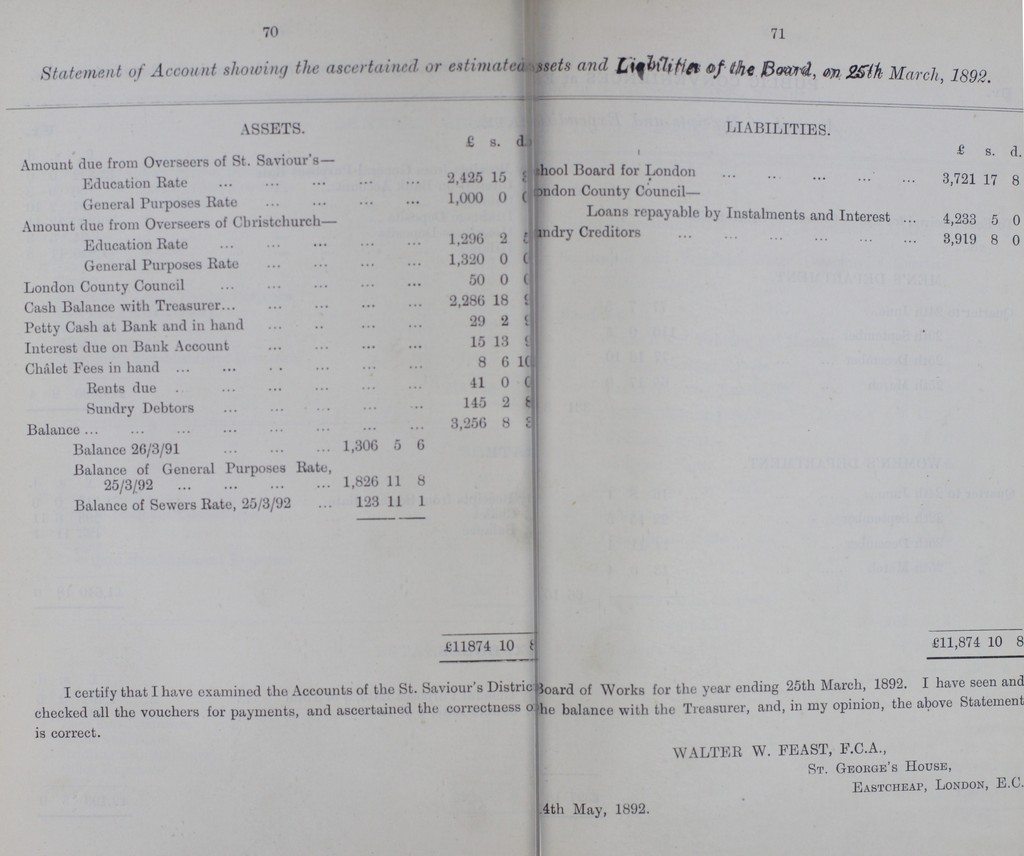 70
Statement of Account showing the ascertained or estimated
ASSETS.
£ s. d.
Amount due from Overseers of St. Saviour's—
Education Rate ... ... ... ... ... 2,425 15
General Purposes Rate ... ... ... ... 1,000 0
Amount due from Overseers of Christchurch—
Education Rate ... ... ... ... ... 1,296 2
General Purposes Rate ... ... ... ... 1,320 0
London County Council ... ... ... ... ... 50 0
Cash Balance with Treasurer... ... ... ... ... 2,286 18
Petty Cash at Bank and in hand ... .. ... ... ... 29 2
Interest due on Bank Account ... ... ... ... 15 13
Châlet Fees in hand ... ... . . ... ... ... 8 6 10
Rents due . ... ... ... ... ... 41 0
Sundry Debtors ... ... ... ... ... 145 2 8
Balance ... ... ... ... ... ... ... ... 3,256 8
Balance 26/3/91 ... ... ... ... 1,306 5 6
Balance of General Purposes Rate,
25/3/92 ... ... ... ... 1,826 11 8
Balance of Sewers Rate, 25/3/92 ... 123 11 1
£11874 10
I certify that I have examined the Accounts of the St. Saviour's Distric
checked all the vouchers for payments, and ascertained the correctness o
is correct.
71
ssets and Liabilities of the Board, on 25th March, 1892.
LIABILITIES.
£ s. d.
hool Board for London ... ... ... ... ... 3,721 17 8
ondon County Council—
Loans repayable by Instalments and Interest ... 4,233 5 0
ndry Creditors ... ... ... ... ... ... 3,919 8 0
£11,874 10 8
Board of Works for the year ending 25th March, 1892. I have seen and
he balance with the Treasurer, and, in my opinion, the above Statement
WALTER W. FEAST, F.C.A.,
ST. GEORGE'S HOUSE,
EASTCHEAP, LONDON, E.C.
4th May, 1892.